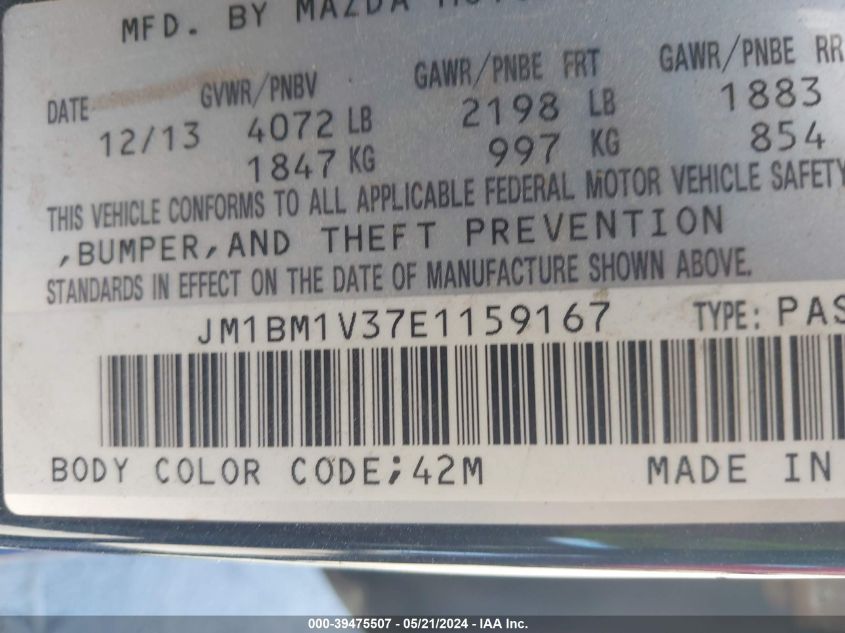 MFD. BY MAZDA
DATE GVWR/PNBV GAWR/PNBE FRT GAWR/PNBE RR
12/13 4072 LB 2198 LB 1883
1847 KG 997 KG 854
THIS VEHICLE CONFORMS TO ALL APPLICABLE FEDERAL MOTOR VEHICLE SAFETY
,BUMPER,AND THEFT PREVENTION
STANDARDS IN EFFECT ON THE DATE OF MANUFACTURE SHOWN ABOVE.
JM1BM1V37E1159167 TYPE: PAS
BODY COLOR CODE;42M MADE IN
000-39475507 - 05/21/2024 - IAA Inc.